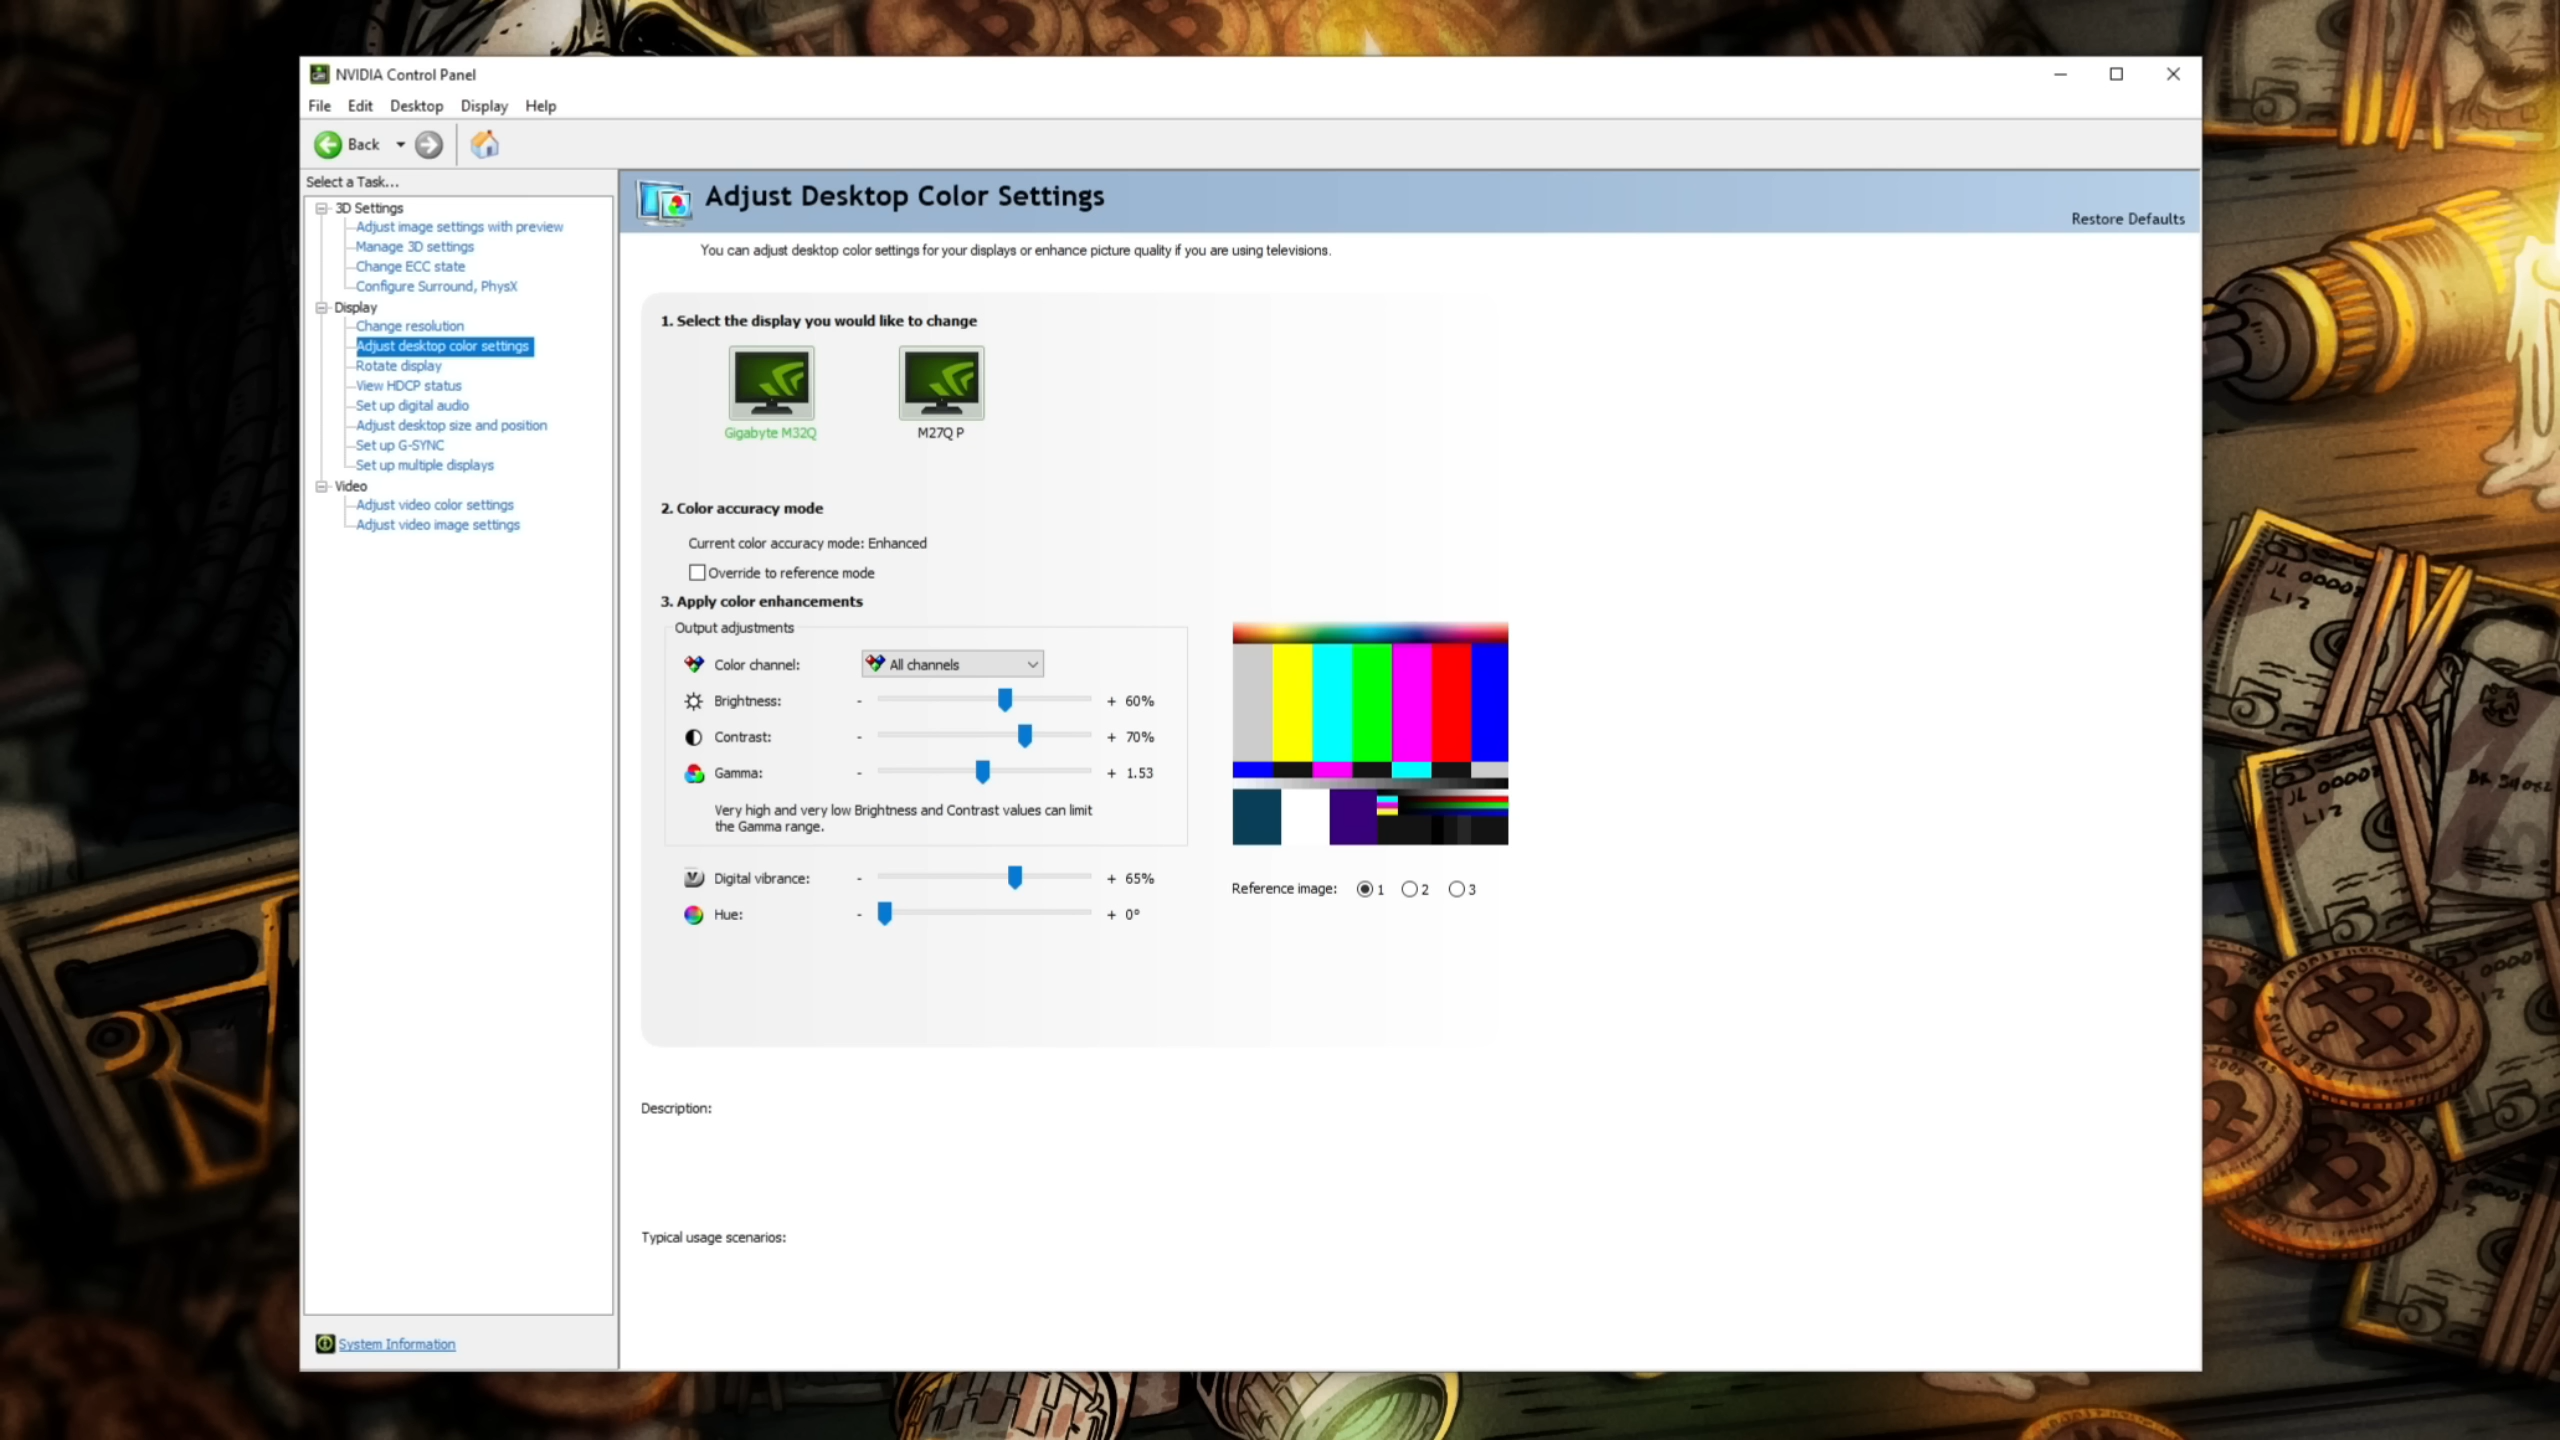 NVIDIA Control Panel
File Edit Desktop Display Help
Back
Select a Task...
3D Settings
Adjust image settings with preview
Manage 3D settings
Change ECC state
Configure Surround, PhysX
Display
Change resolution
Adjust desktop color settings
Rotate display
View HDCP status
Set up digital audio
Adjust desktop size and position
Set up G-SYNC
Set up multiple displays
Video
Adjust video color settings
Adjust video image settings
System Information
Adjust Desktop Color Settings
Restore Defaults
You can adjust desktop color settings for your displays or enhance picture quality if you are using televisions.
1. Select the display you would like to change
Gigabyte M32Q M27Q P
2. Color accuracy mode
Current color accuracy mode: Enhanced
Override to reference mode
3. Apply color enhancements
Output adjustments
Color channel: All channels
Brightness: - + 60%
Contrast: - + 70%
Gamma: - + 1.53
Very high and very low Brightness and Contrast values can limit
the Gamma range.
Digital vibrance: - + 65%
Hue: - + 0°
Reference image: 1 2 3
Description:
Typical usage scenarios: